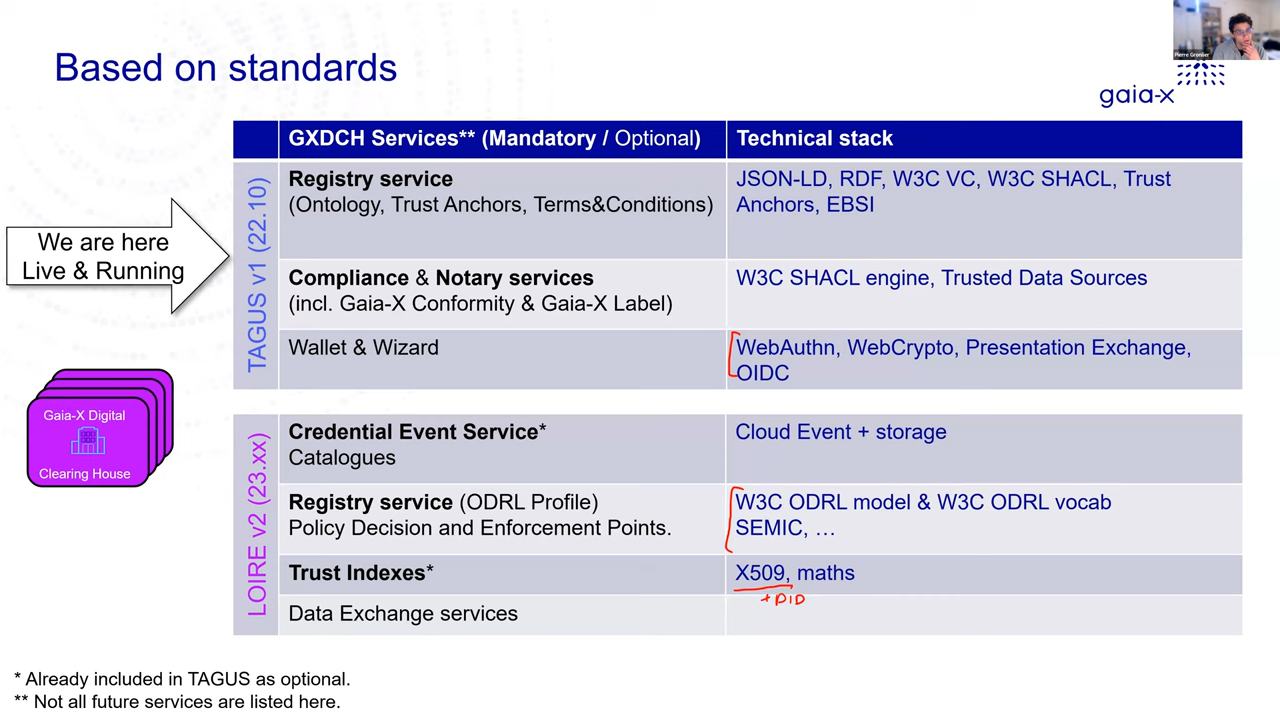 Pierre Gronlier
Based on standards
gaia-x
GXDCH Services** (Mandatory / Optional)
Technical stack
TAGUS v1 (22.10)
Registry service
(Ontology, Trust Anchors, Terms&Conditions)
JSON-LD, RDF, W3C VC, W3C SHACL, Trust
Anchors, EBSI
We are here
Live & Running
Compliance & Notary services
(incl. Gaia-X Conformity & Gaia-X Label)
W3C SHACL engine, Trusted Data Sources
Wallet & Wizard
WebAuthn, WebCrypto, Presentation Exchange,
OIDC
Gaia-X Digital
Clearing House
LOIRE v2 (23.xx)
Credential Event Service*
Catalogues
Cloud Event + storage
Registry service (ODRL Profile)
Policy Decision and Enforcement Points.
W3C ODRL model & W3C ODRL vocab
SEMIC, …
Trust Indexes*
X509, maths
+ DID
Data Exchange services
* Already included in TAGUS as optional.
** Not all future services are listed here.